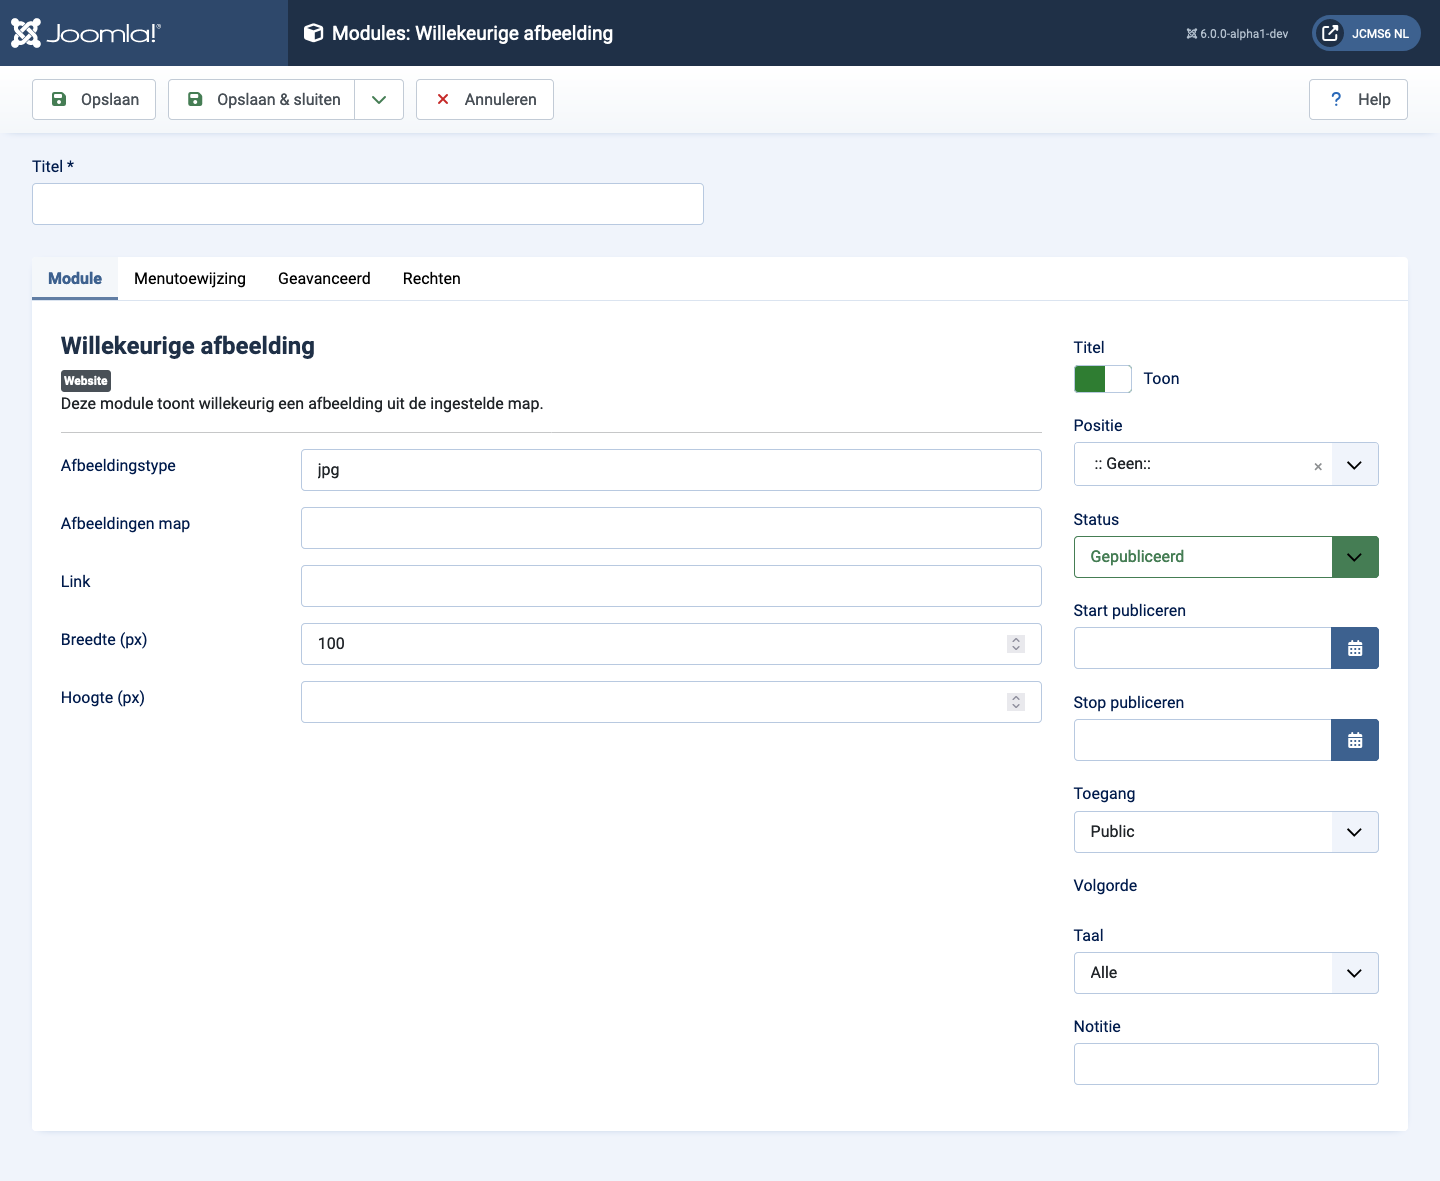 Joomla!®
Modules: Willekeurige afbeelding
6.0.0-alpha1-dev
JCMS6 NL
Opslaan
Opslaan & sluiten
Annuleren
? Help
Titel *
Module
Menutoewijzing
Geavanceerd
Rechten
Willekeurige afbeelding
Website
Deze module toont willekeurig een afbeelding uit de ingestelde map.
Afbeeldingstype
jpg
Afbeeldingen map
Link
Breedte (px)
100
Hoogte (px)
Titel
Toon
Positie
:: Geen::
×
Status
Gepubliceerd
Start publiceren
Stop publiceren
Toegang
Public
Volgorde
Taal
Alle
Notitie